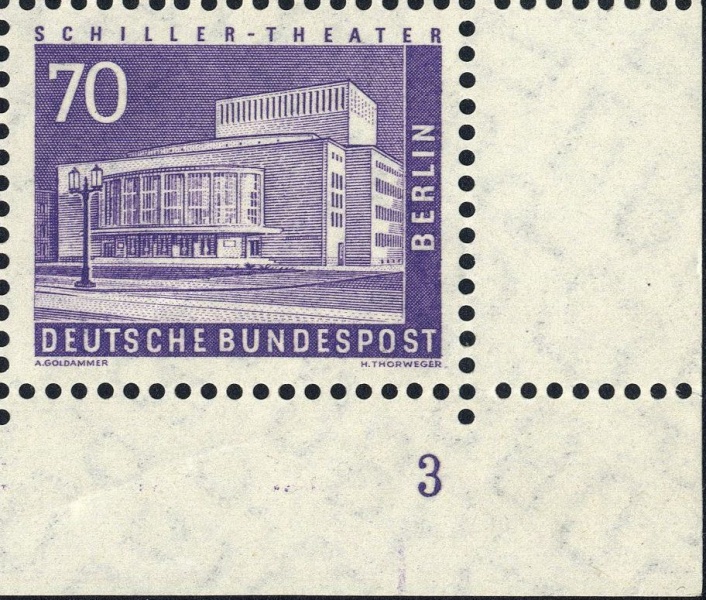 SCHILLER-THEATER
70
BERLIN
DEUTSCHE BUNDESPOST
A.GOLDAMMER H.THORWEGER
3